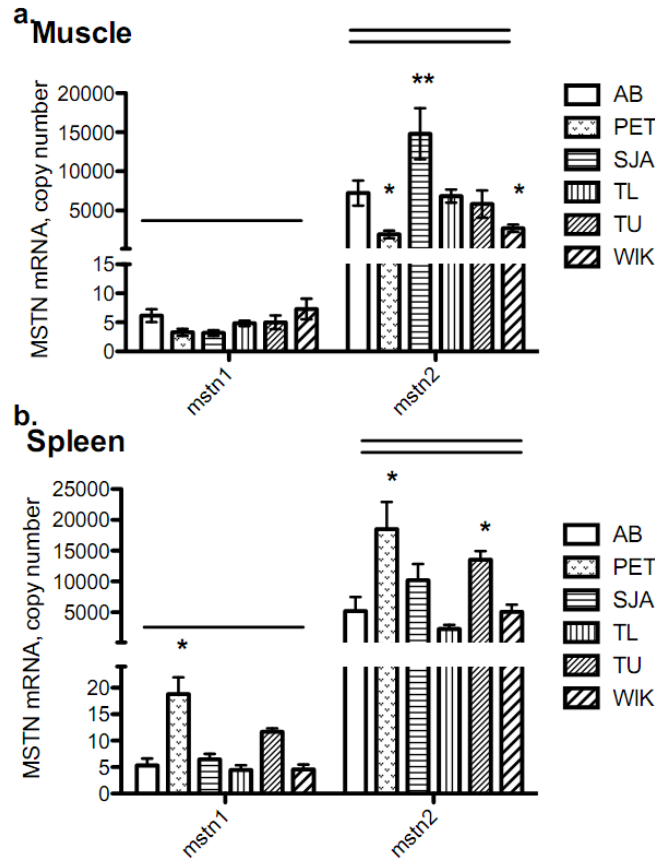 a.
Muscle
MSTN mRNA, copy number
20000
15000
10000
5000
15
10
5
0
*
**
*
mstn1
mstn2
AB
PET
SJA
TL
TU
WIK
b.
Spleen
MSTN mRNA, copy number
25000
20000
15000
10000
5000
20
15
10
5
0
*
*
*
mstn1
mstn2
AB
PET
SJA
TL
TU
WIK